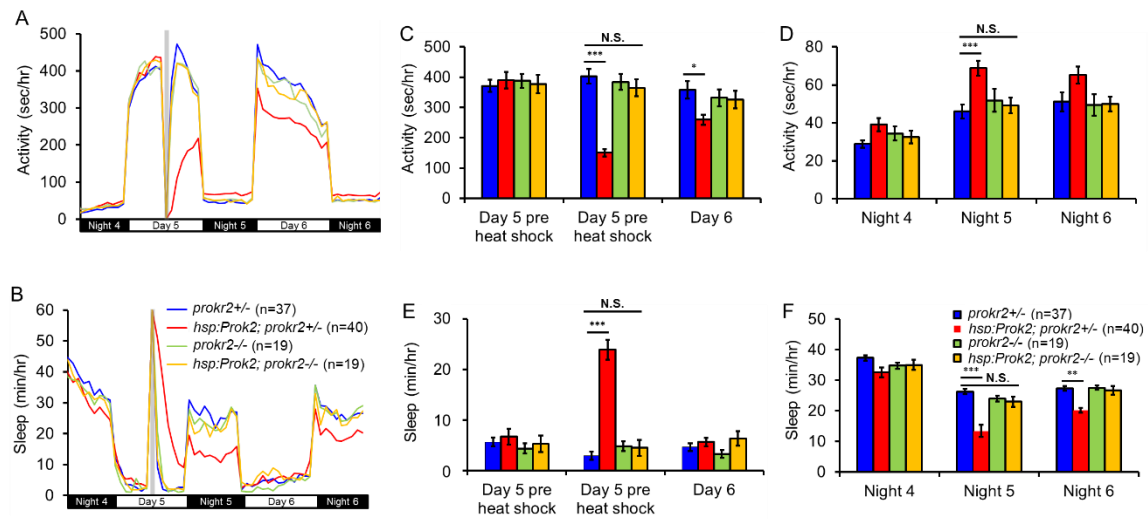 A
500
400
300
200
100
0
Activity (sec/hr)
Night 4 Day 5 Night 5 Day 6 Night 6
C
500
400
300
200
100
0
Activity (sec/hr)
N.S.
***
*
Day 5 pre
heat shock
Day 5 pre
heat shock
Day 6
D
80
60
40
20
0
Activity (sec/hr)
N.S.
***
Night 4 Night 5 Night 6
B
60
50
40
30
20
10
0
Sleep (min/hr)
prokr2+/- (n=37)
hsp:Prok2; prokr2+/- (n=40)
prokr2-/- (n=19)
hsp:Prok2; prokr2-/- (n=19)
Night 4 Day 5 Night 5 Day 6 Night 6
E
30
20
10
0
Sleep (min/hr)
N.S.
***
Day 5 pre
heat shock
Day 5 pre
heat shock
Day 6
F
50
40
30
20
10
0
Sleep (min/hr)
prokr2+/- (n=37)
hsp:Prok2; prokr2+/- (n=40)
prokr2-/- (n=19)
hsp:Prok2; prokr2-/- (n=19)
***
N.S.
**
Night 4 Night 5 Night 6